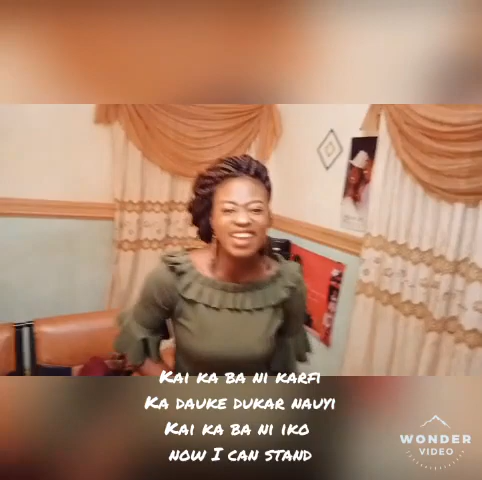 Kai ka ba ni karfi
Ka dauke dukar nauyi
Kai ka ba ni iko
now I can stand
WONDER
VIDEO